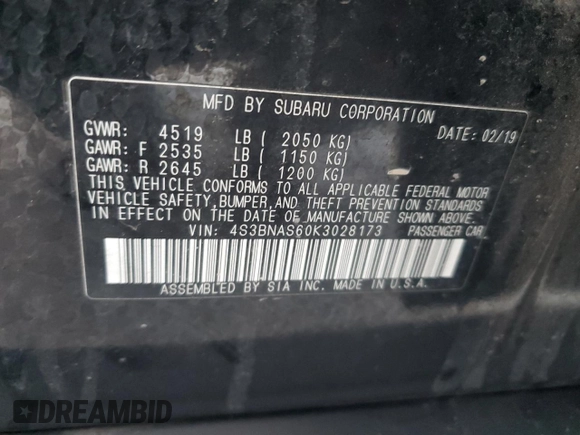 MFD BY SUBARU CORPORATION
GVWR: 4519 LB ( 2050 KG) DATE: 02/19
GAWR: F 2535 LB ( 1150 KG)
GAWR: R 2645 LB ( 1200 KG)
THIS VEHICLE CONFORMS TO ALL APPLICABLE FEDERAL MOTOR
VEHICLE SAFETY, BUMPER, AND THEFT PREVENTION STANDARDS
IN EFFECT ON THE DATE OF MANUFACTURE SHOWN ABOVE.
VIN: 4S3BNAS60K3028173 PASSENGER CAR
ASSEMBLED BY SIA INC. MADE IN U.S.A.
DREAMBID